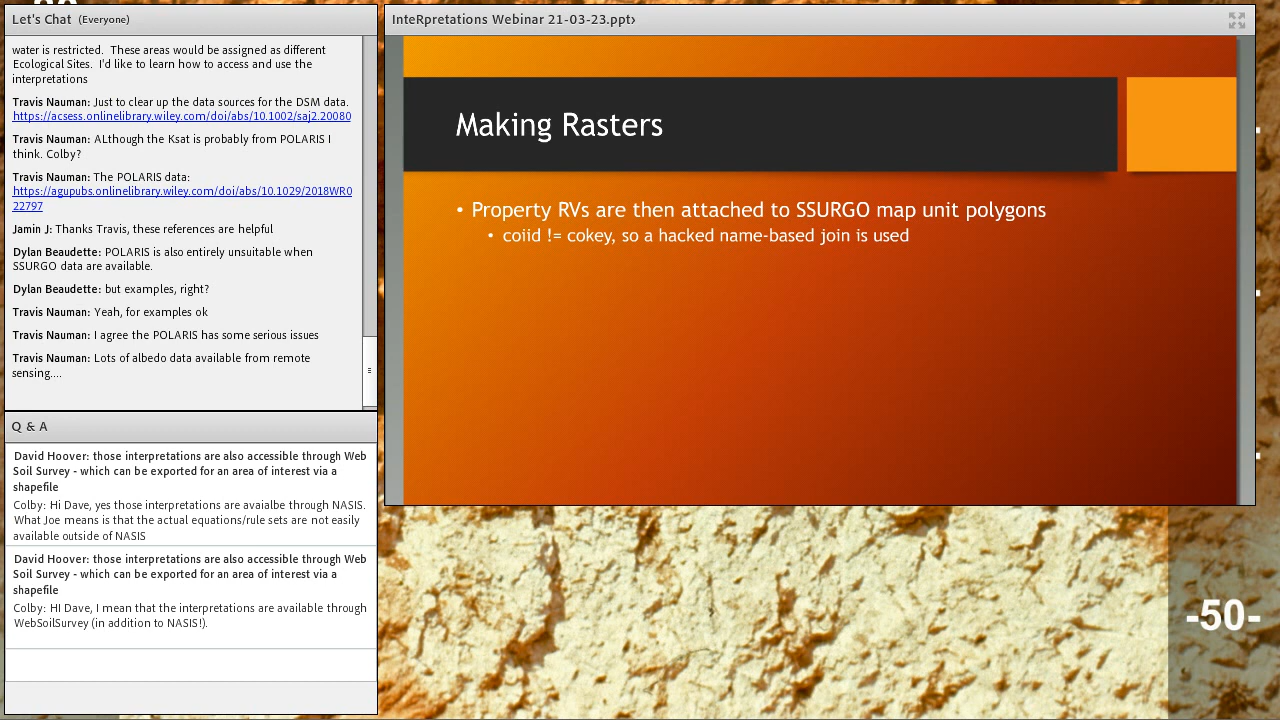 Let's Chat (Everyone)
water is restricted. These areas would be assigned as different
Ecological Sites. I'd like to learn how to access and use the
interpretations
Travis Nauman: Just to clear up the data sources for the DSM data.
https://acsess.onlinelibrary.wiley.com/doi/abs/10.1002/saj2.20080
Travis Nauman: ALthough the Ksat is probably from POLARIS I
think. Colby?
Travis Nauman: The POLARIS data:
https://agupubs.onlinelibrary.wiley.com/doi/abs/10.1029/2018WR0
22797
Jamin J: Thanks Travis, these references are helpful
Dylan Beaudette: POLARIS is also entirely unsuitable when
SSURGO data are available.
Dylan Beaudette: but examples, right?
Travis Nauman: Yeah, for examples ok
Travis Nauman: I agree the POLARIS has some serious issues
Travis Nauman: Lots of albedo data available from remote
sensing....
Q & A
David Hoover: those interpretations are also accessible through Web
Soil Survey - which can be exported for an area of interest via a
shapefile
Colby: Hi Dave, yes those interpretations are avaialbe through NASIS.
What Joe means is that the actual equations/rule sets are not easily
available outside of NASIS
David Hoover: those interpretations are also accessible through Web
Soil Survey - which can be exported for an area of interest via a
shapefile
Colby: HI Dave, I mean that the interpretations are available through
WebSoilSurvey (in addition to NASIS!).
InteRpretations Webinar 21-03-23.ppt›
Making Rasters
• Property RVs are then attached to SSURGO map unit polygons
• coiid != cokey, so a hacked name-based join is used
-50-